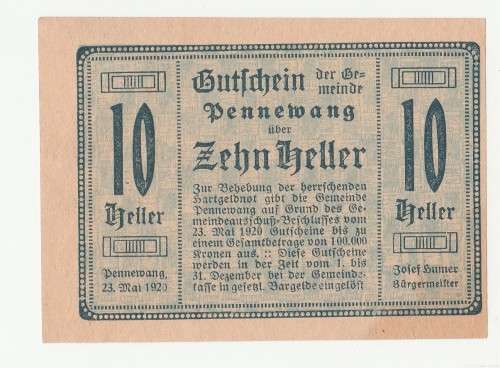 10
Heller
Pennewang,
23. Mai 1920
Gutschein der Ge-
meinde
Pennewang
über
Zehn Heller
Zur Behebung der herrschenden
Hartgeldnot gibt die Gemeinde
Pennewang auf Grund des Ge-
meindeausschuß-Beschlusses vom
23. Mai 1920 Gutscheine bis zu
einem Gesamtbetrage von 100.000
Kronen aus. :: Diese Gutscheine
werden in der Zeit vom 1. bis
31. Dezember bei der Gemeinde-
kasse in gesetzl. Bargelde eingelöst
10
Heller
Josef Humer
Bürgermeister